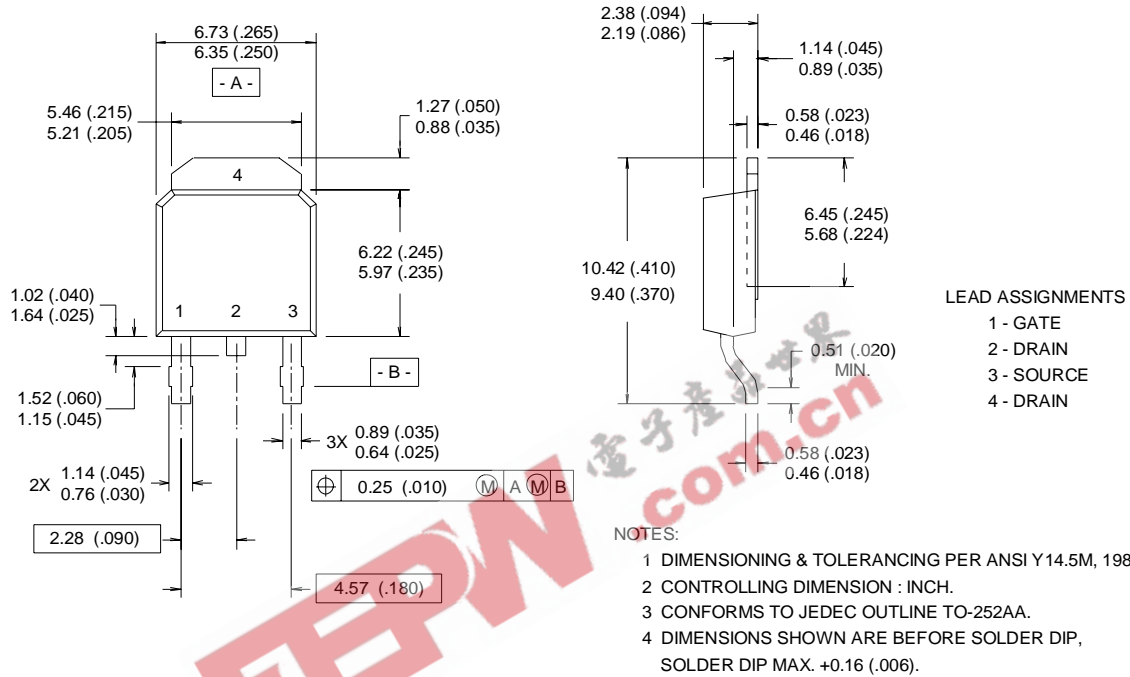 6.73 (.265)
6.35 (.250)
- A -
5.46 (.215)
5.21 (.205)
1.27 (.050)
0.88 (.035)
4
6.22 (.245)
5.97 (.235)
1.02 (.040)
1.64 (.025)
1 2 3
- B -
1.52 (.060)
1.15 (.045)
3X 0.89 (.035)
0.64 (.025)
2X 1.14 (.045)
0.76 (.030)
0.25 (.010) M A M B
2.28 (.090)
4.57 (.180)
2.38 (.094)
2.19 (.086)
1.14 (.045)
0.89 (.035)
0.58 (.023)
0.46 (.018)
6.45 (.245)
5.68 (.224)
10.42 (.410)
9.40 (.370)
0.51 (.020)
MIN.
0.58 (.023)
0.46 (.018)
LEAD ASSIGNMENTS
1 - GATE
2 - DRAIN
3 - SOURCE
4 - DRAIN
NOTES:
1 DIMENSIONING & TOLERANCING PER ANSI Y14.5M, 198
2 CONTROLLING DIMENSION : INCH.
3 CONFORMS TO JEDEC OUTLINE TO-252AA.
4 DIMENSIONS SHOWN ARE BEFORE SOLDER DIP,
SOLDER DIP MAX. +0.16 (.006).
電子產品世界
.com.cn